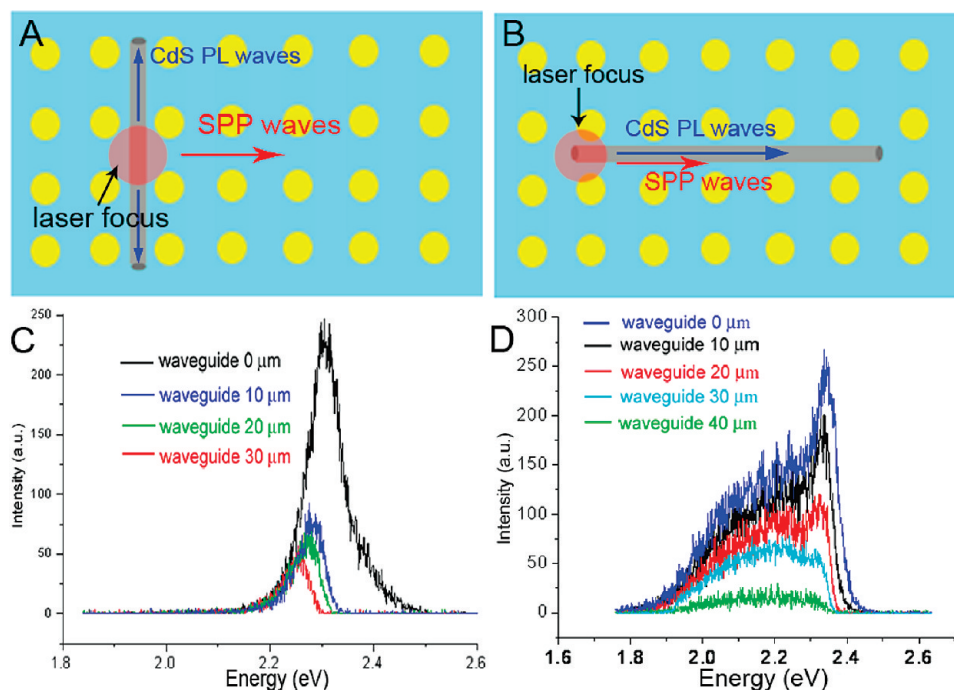 A
CdS PL waves
SPP waves
laser focus
B
laser focus
CdS PL waves
SPP waves
C
250
200
150
100
50
0
Intensity (a.u.)
waveguide 0 μm
waveguide 10 μm
waveguide 20 μm
waveguide 30 μm
1.8
2.0
2.2
2.4
2.6
Energy (eV)
D
300
250
200
150
100
50
0
Intensity (a.u.)
waveguide 0 μm
waveguide 10 μm
waveguide 20 μm
waveguide 30 μm
waveguide 40 μm
1.6
1.8
2.0
2.2
2.4
2.6
Energy (eV)